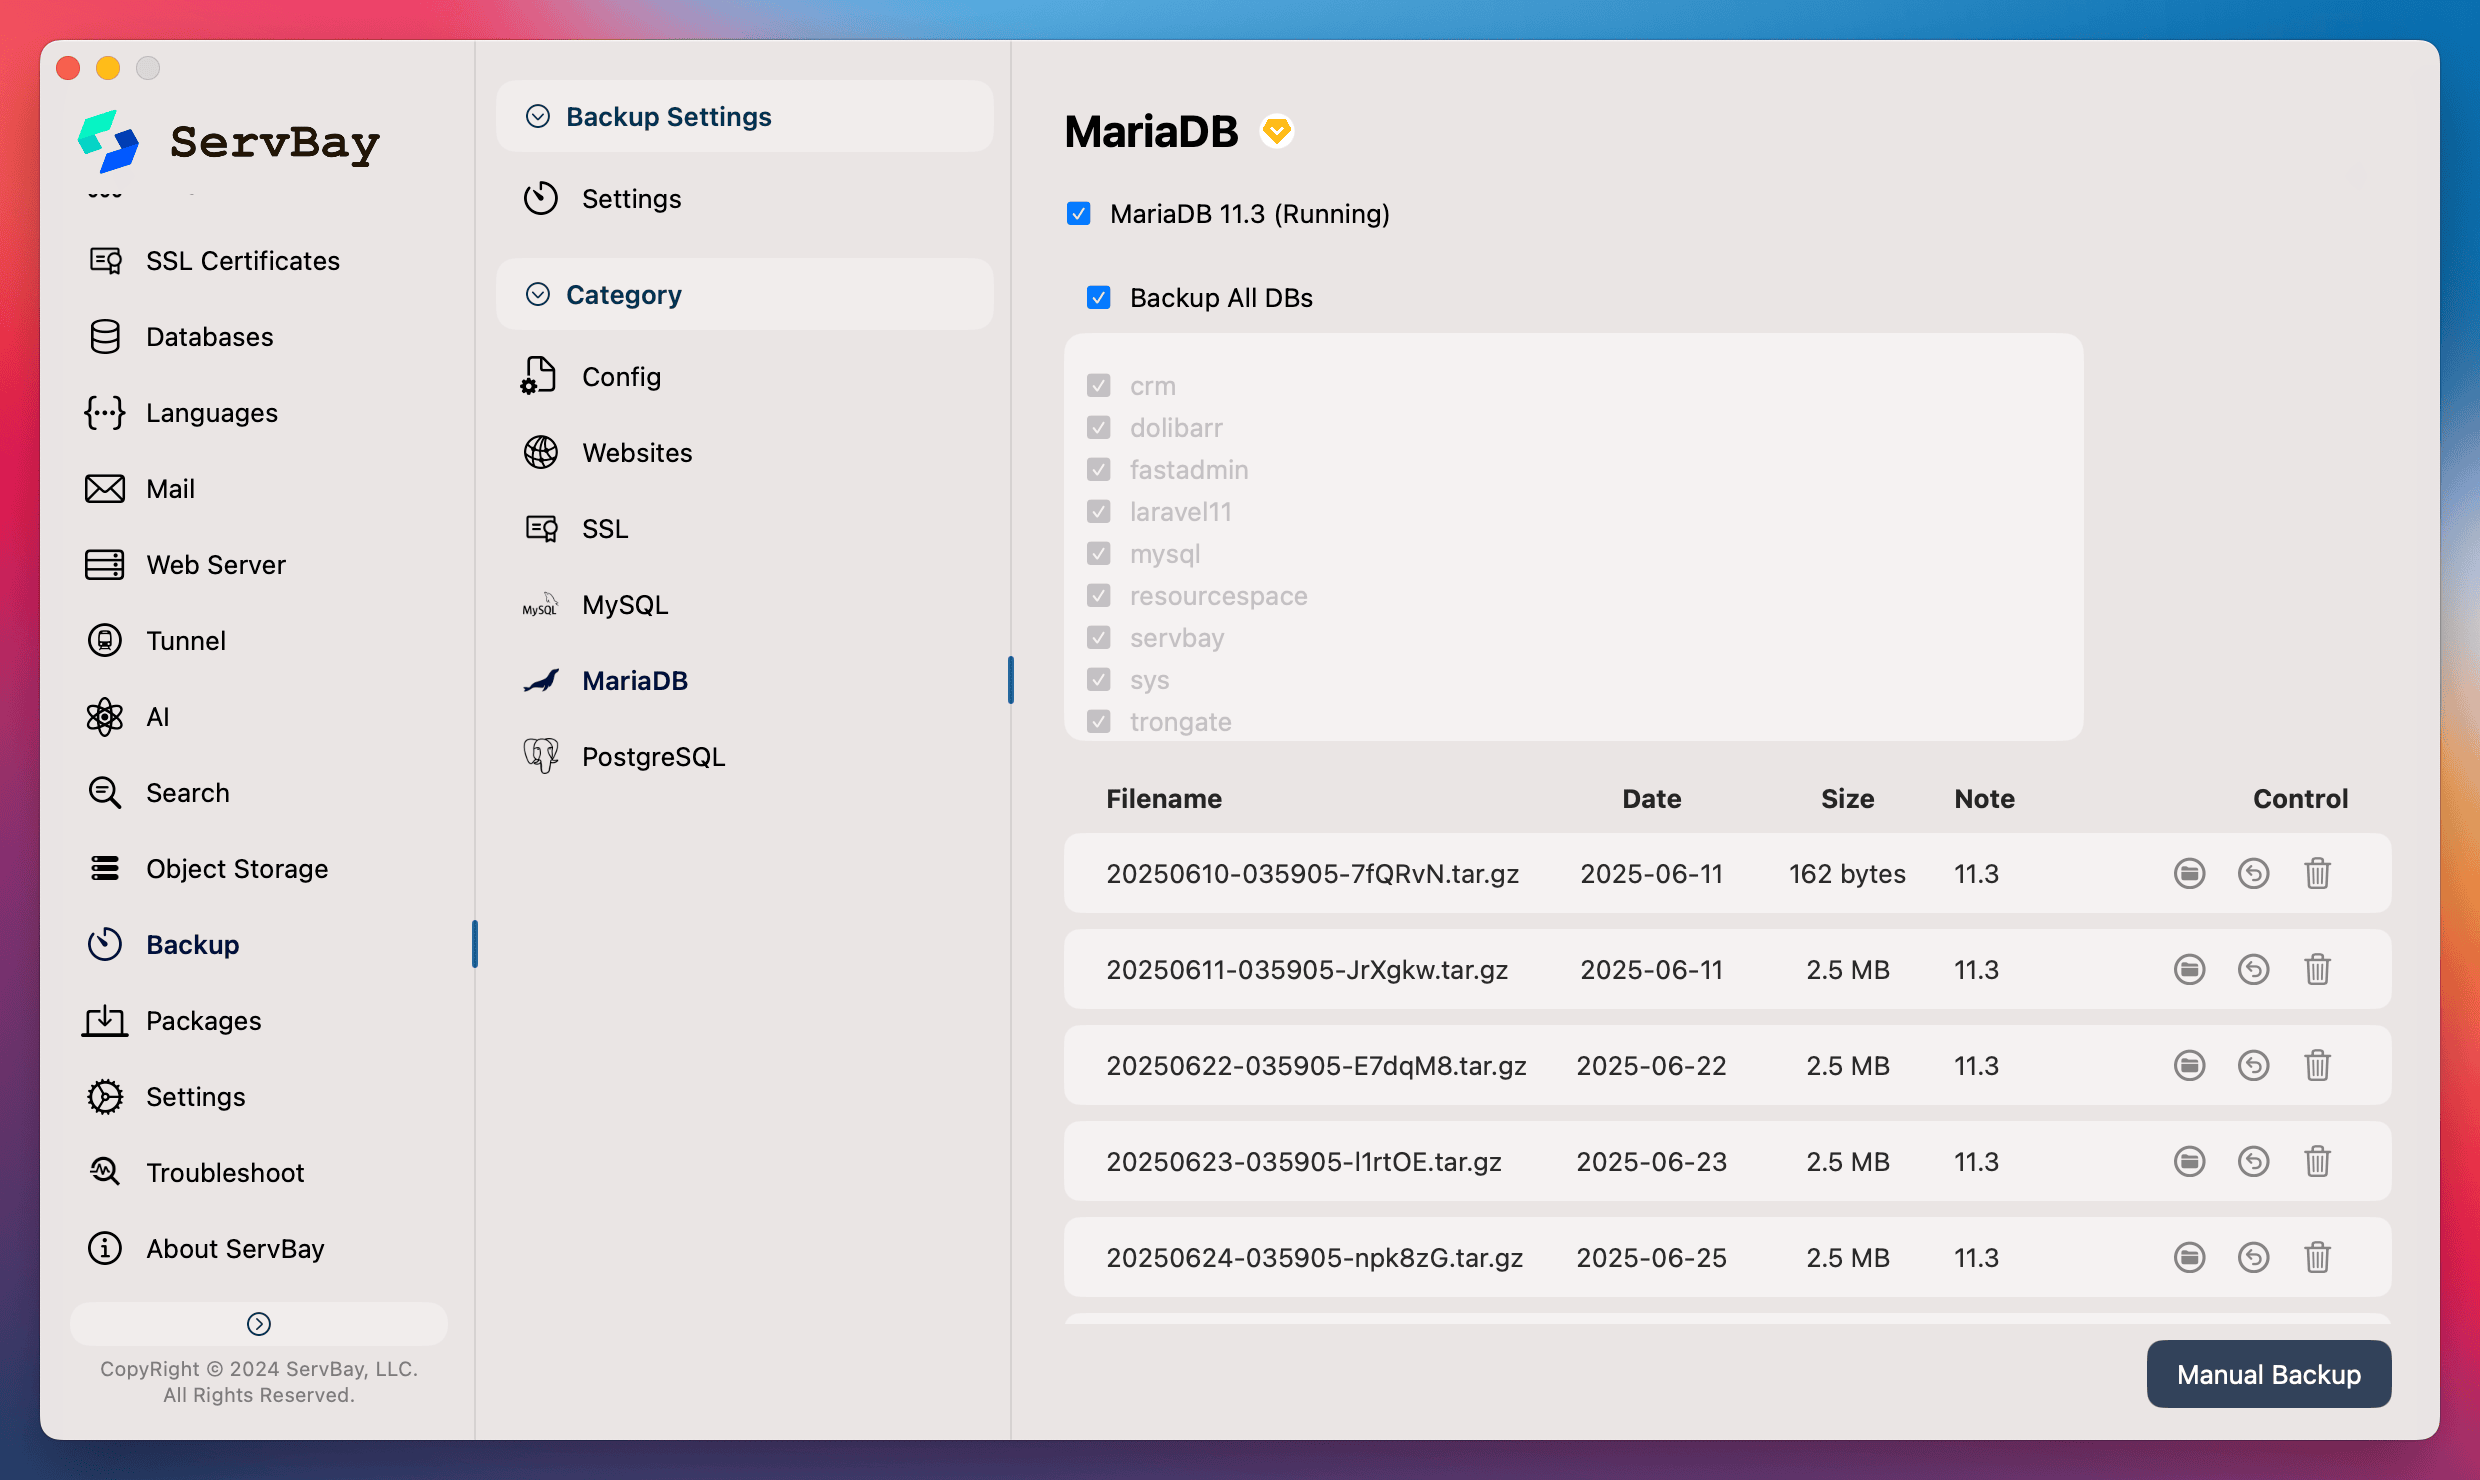 ServBay
SSL Certificates
Databases
Languages
Mail
Web Server
Tunnel
AI
Search
Object Storage
Backup
Packages
Settings
Troubleshoot
About ServBay
CopyRight © 2024 ServBay, LLC.
All Rights Reserved.
Backup Settings
Settings
Category
Config
Websites
SSL
MySQL MySQL
MariaDB
PostgreSQL
MariaDB
MariaDB 11.3 (Running)
Backup All DBs
crm
dolibarr
fastadmin
laravel11
mysql
resourcespace
servbay
sys
trongate
Filename Date Size Note Control
20250610-035905-7fQRvN.tar.gz 2025-06-11 162 bytes 11.3
20250611-035905-JrXgkw.tar.gz 2025-06-11 2.5 MB 11.3
20250622-035905-E7dqM8.tar.gz 2025-06-22 2.5 MB 11.3
20250623-035905-l1rtOE.tar.gz 2025-06-23 2.5 MB 11.3
20250624-035905-npk8zG.tar.gz 2025-06-25 2.5 MB 11.3
Manual Backup